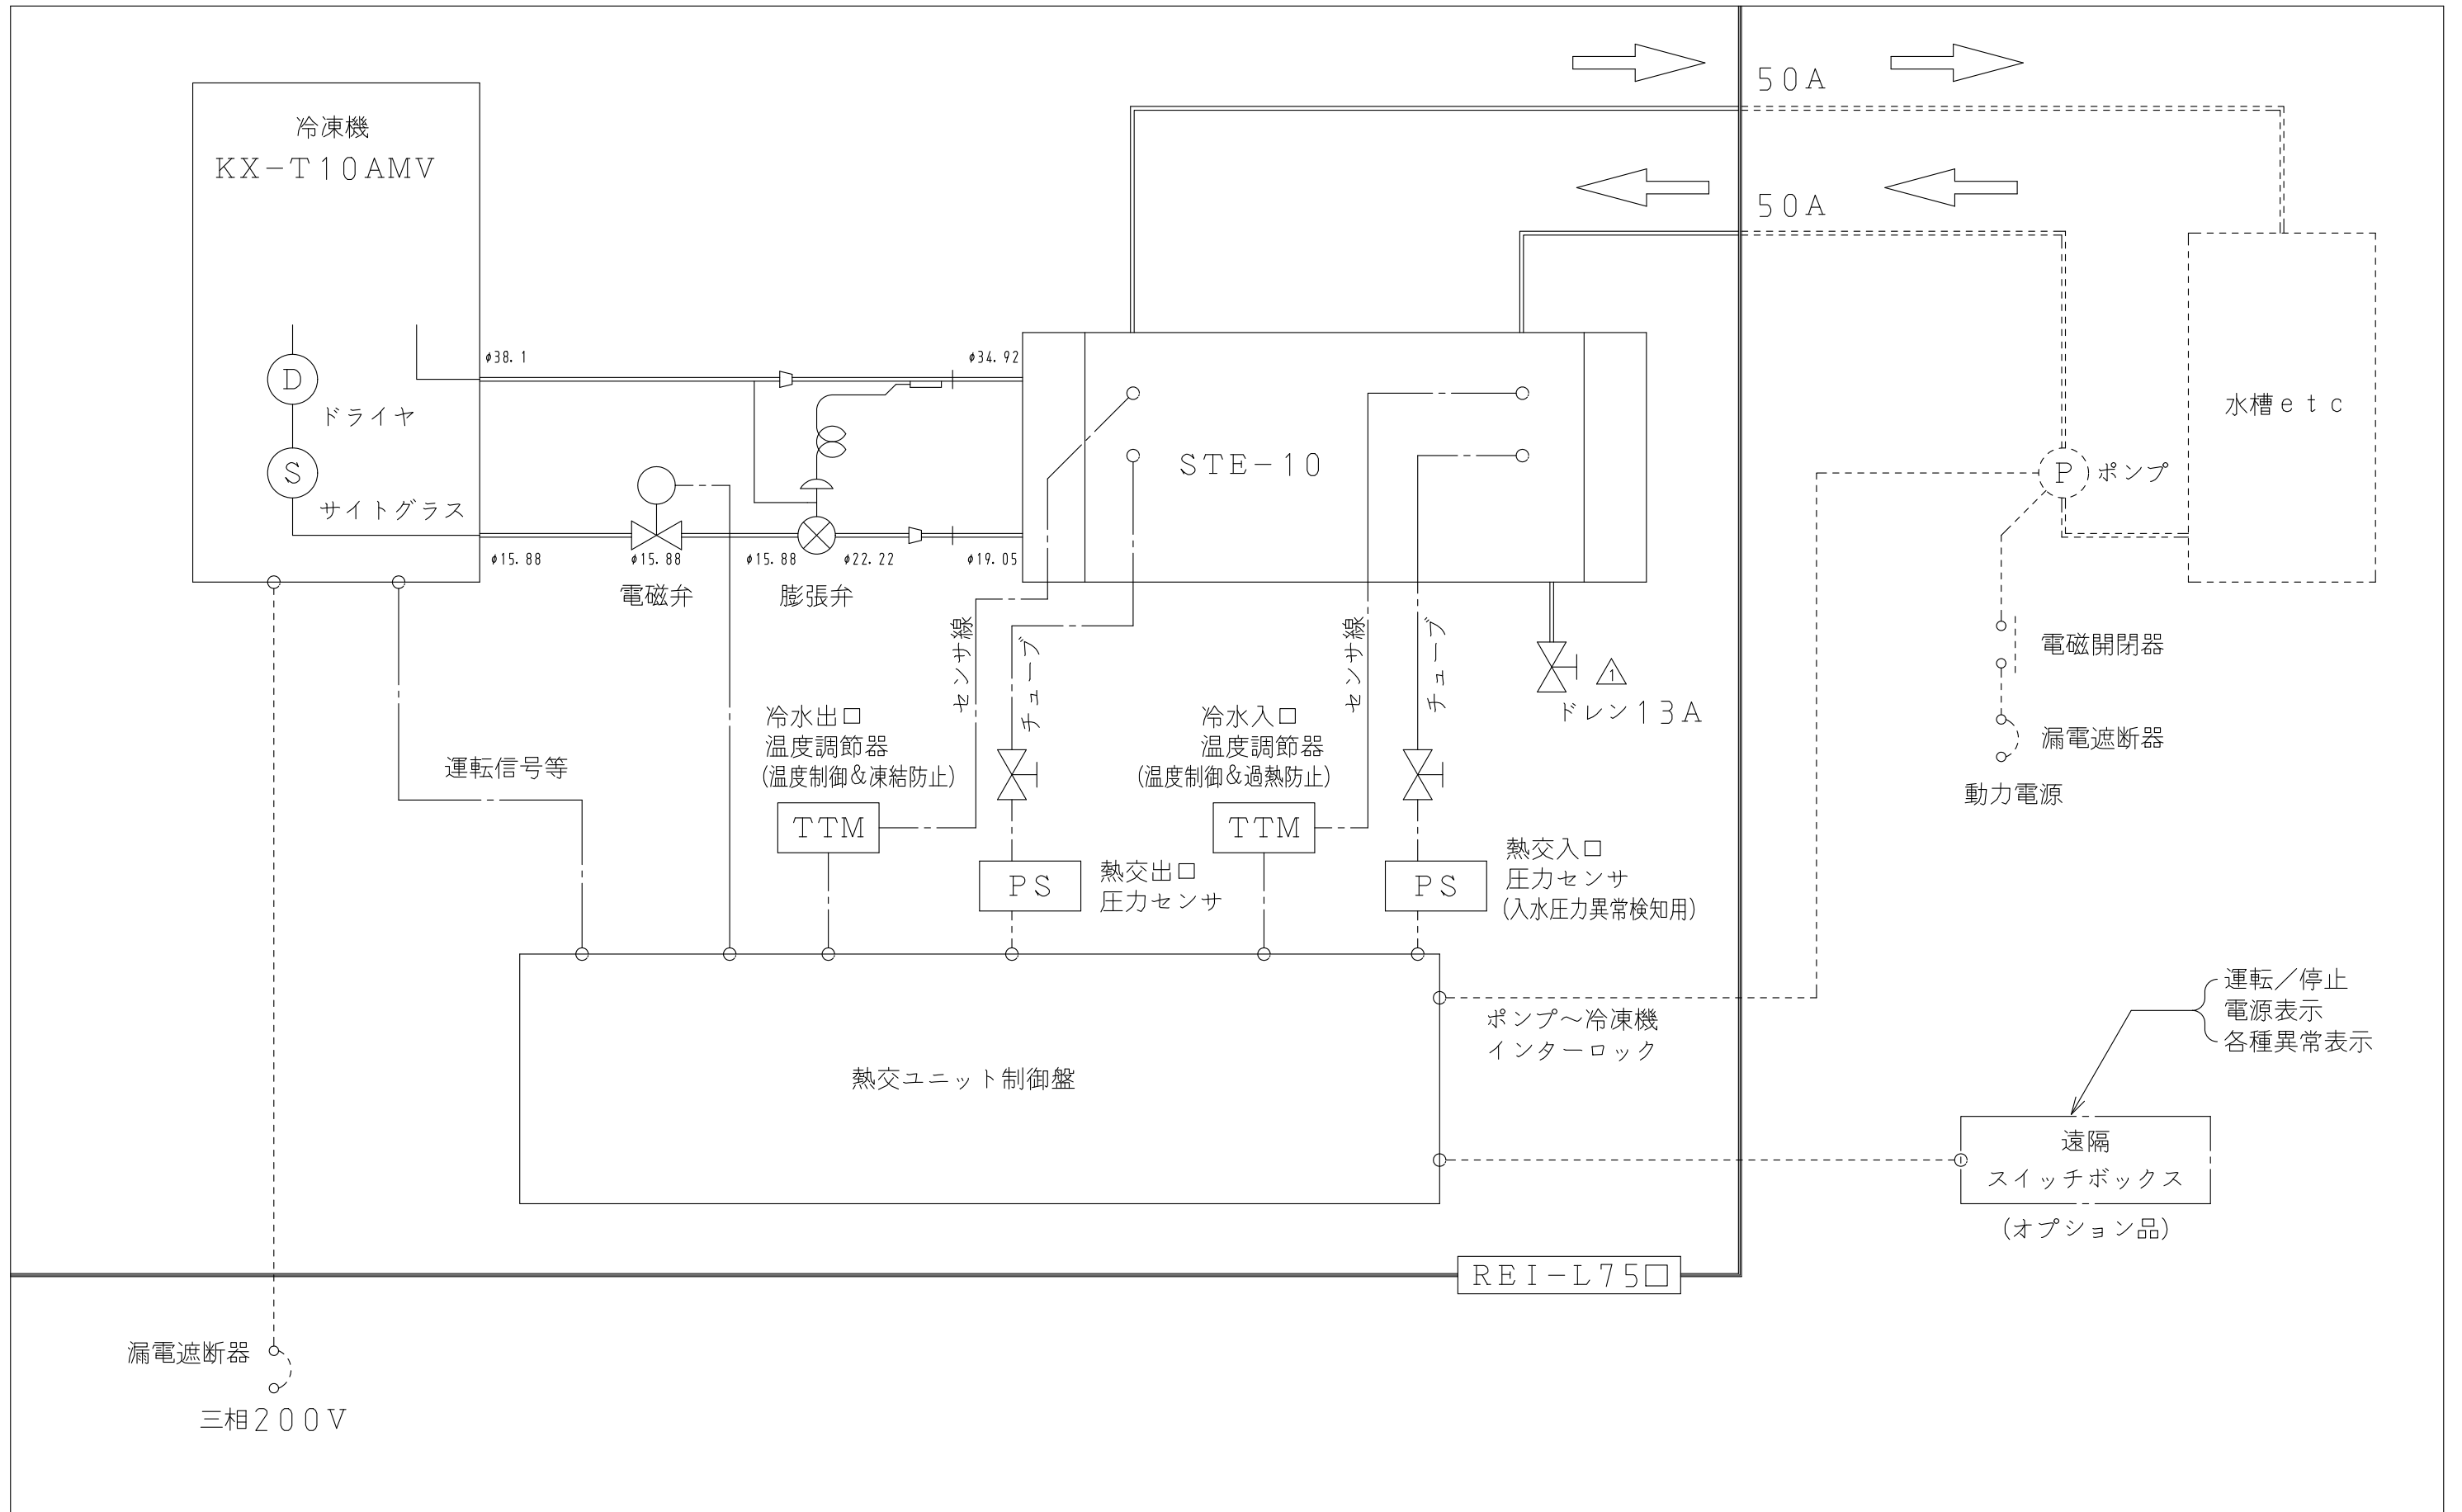 50A
冷凍機
KX-T10AMV
50A
φ38.1
φ34.92
D
ドライヤ
水槽etc
S
STE-10
P ポンプ
サイトグラス
φ15.88
φ15.88
φ15.88
φ22.22
φ19.05
電磁弁
膨張弁
センサ線
チューブ
センサ線
チューブ
電磁開閉器
1
ドレン13A
冷水出口
温度調節器
(温度制御&凍結防止)
冷水入口
温度調節器
(温度制御&過熱防止)
漏電遮断器
動力電源
運転信号等
TTM
TTM
PS
熱交出口
圧力センサ
PS
熱交入口
圧力センサ
(入水圧力異常検知用)
運転/停止
電源表示
各種異常表示
ポンプ~冷凍機
インターロック
熱交ユニット制御盤
遠隔
スイッチボックス
(オプション品)
REI-L75□
漏電遮断器
三相200V